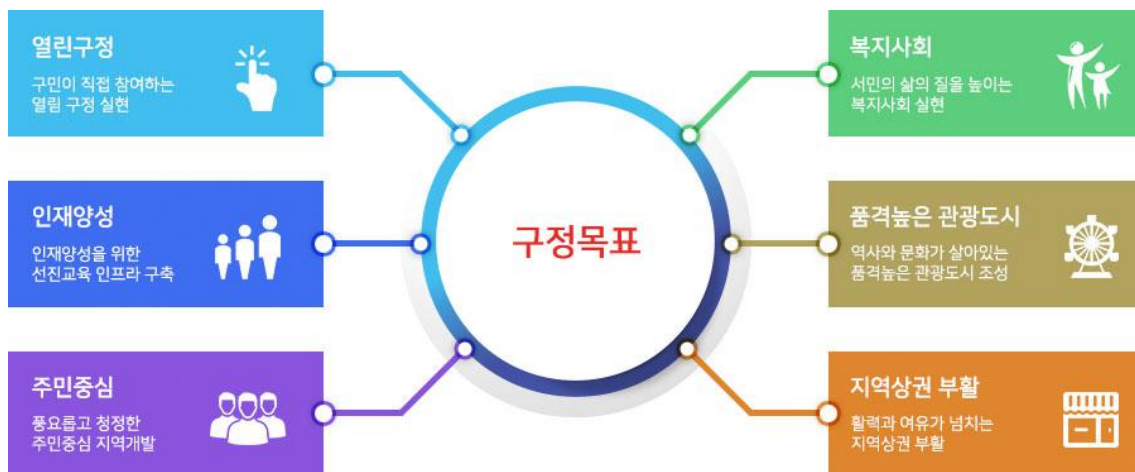 열린구정
구민이 직접 참여하는
열림 구정 실현
인재양성
인재양성을 위한
선진교육 인프라 구축
주민중심
풍요롭고 청정한
주민중심 지역개발
구정목표
복지사회
서민의 삶의 질을 높이는
복지사회 실현
품격높은 관광도시
역사와 문화가 살아있는
품격높은 관광도시 조성
지역상권 부활
활력과 여유가 넘치는
지역상권 부활